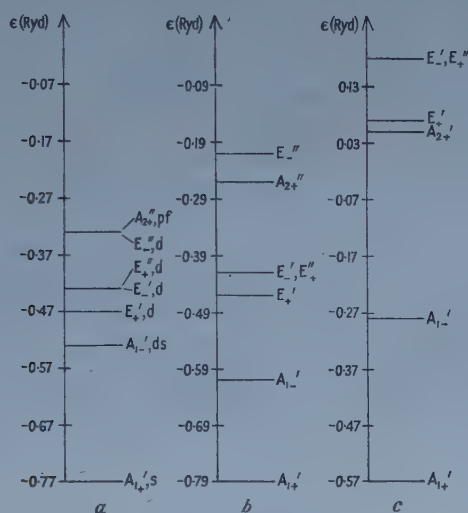 ϵ(Ryd)
-0·07
-0·17
-0·27
A₂₊″,pf
E₋″,d
-0·37
E₊″,d
E₋′,d
-0·47
E₊′,d
A₁₋′,ds
-0·57
-0·67
-0·77
A₁₊′,s
a
ϵ(Ryd)
-0·09
-0·19
E₋″
A₂₊″
-0·29
-0·39
E₋′,E₊″
E₊′
-0·49
-0·59
A₁₋′
-0·69
-0·79
A₁₊′
b
ϵ(Ryd)
E₋′,E₊″
0·13
E₊′
A₂₊′
0·03
-0·07
-0·17
-0·27
A₁₋′
-0·37
-0·47
-0·57
A₁₊′
c